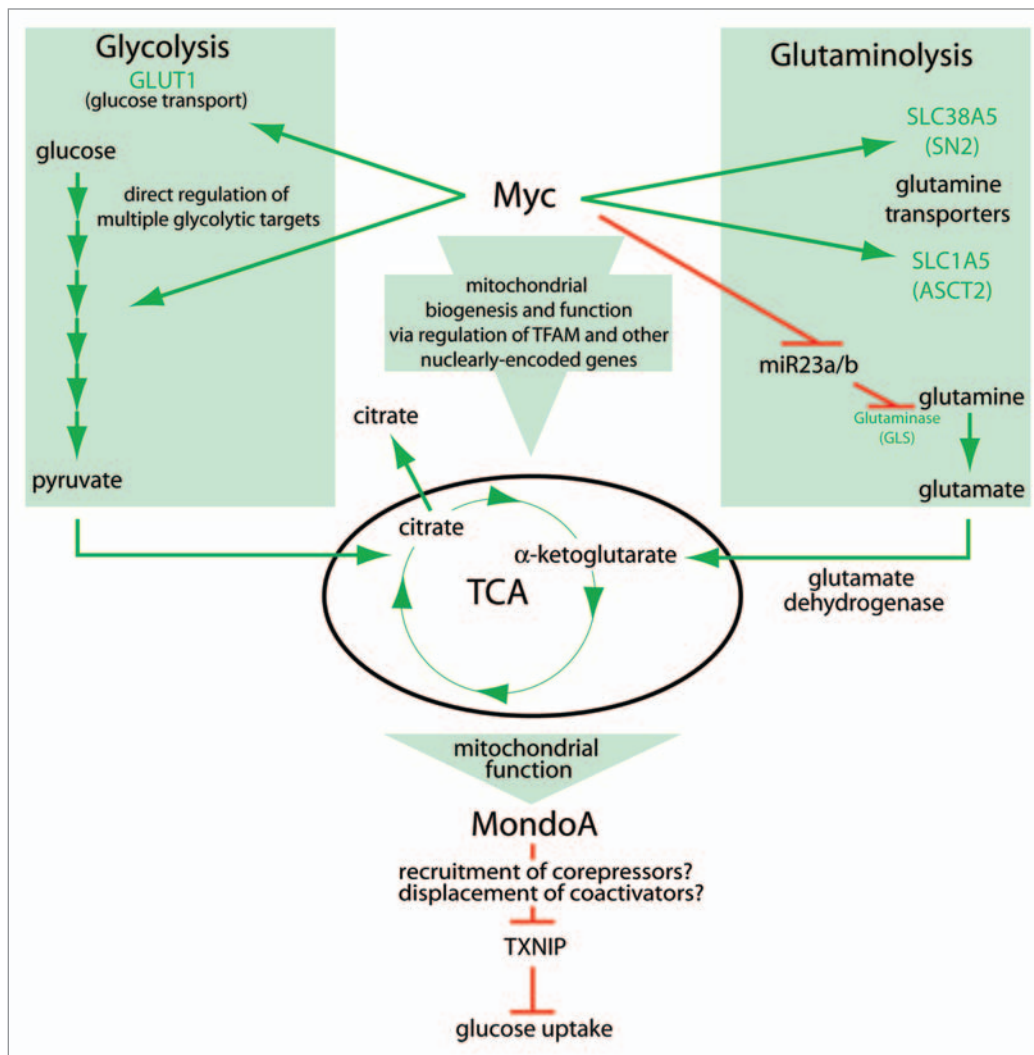 Glycolysis
GLUT1
(glucose transport)
glucose
direct regulation of
multiple glycolytic targets
pyruvate
Myc
mitochondrial
biogenesis and function
via regulation of TFAM and other
nuclearly-encoded genes
Glutaminolysis
SLC38A5
(SN2)
glutamine
transporters
SLC1A5
(ASCT2)
miR23a/b
glutamine
Glutaminase
(GLS)
glutamate
citrate
citrate
α-ketoglutarate
TCA
glutamate
dehydrogenase
mitochondrial
function
MondoA
recruitment of corepressors?
displacement of coactivators?
TXNIP
glucose uptake